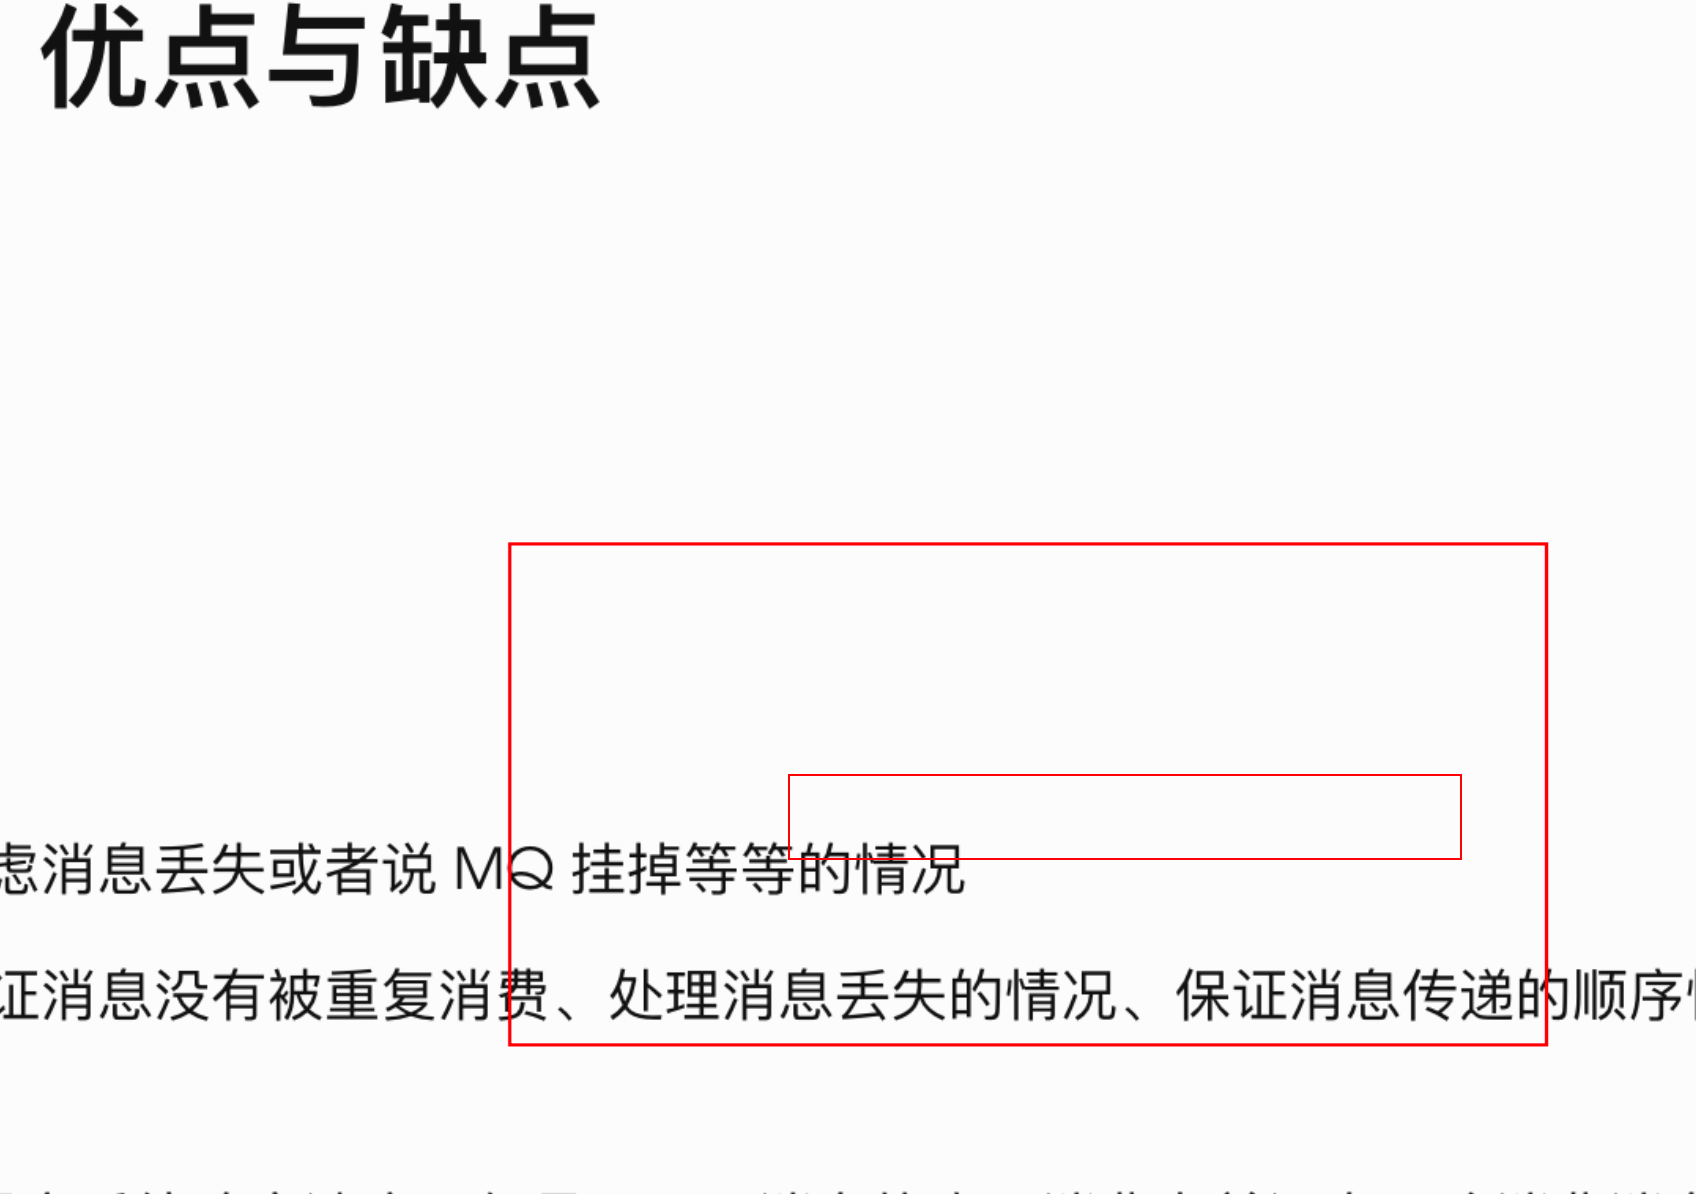 优点与缺点
虑消息丢失或者说 MQ 挂掉等等的情况
证消息没有被重复消费、处理消息丢失的情况、保证消息传递的顺序